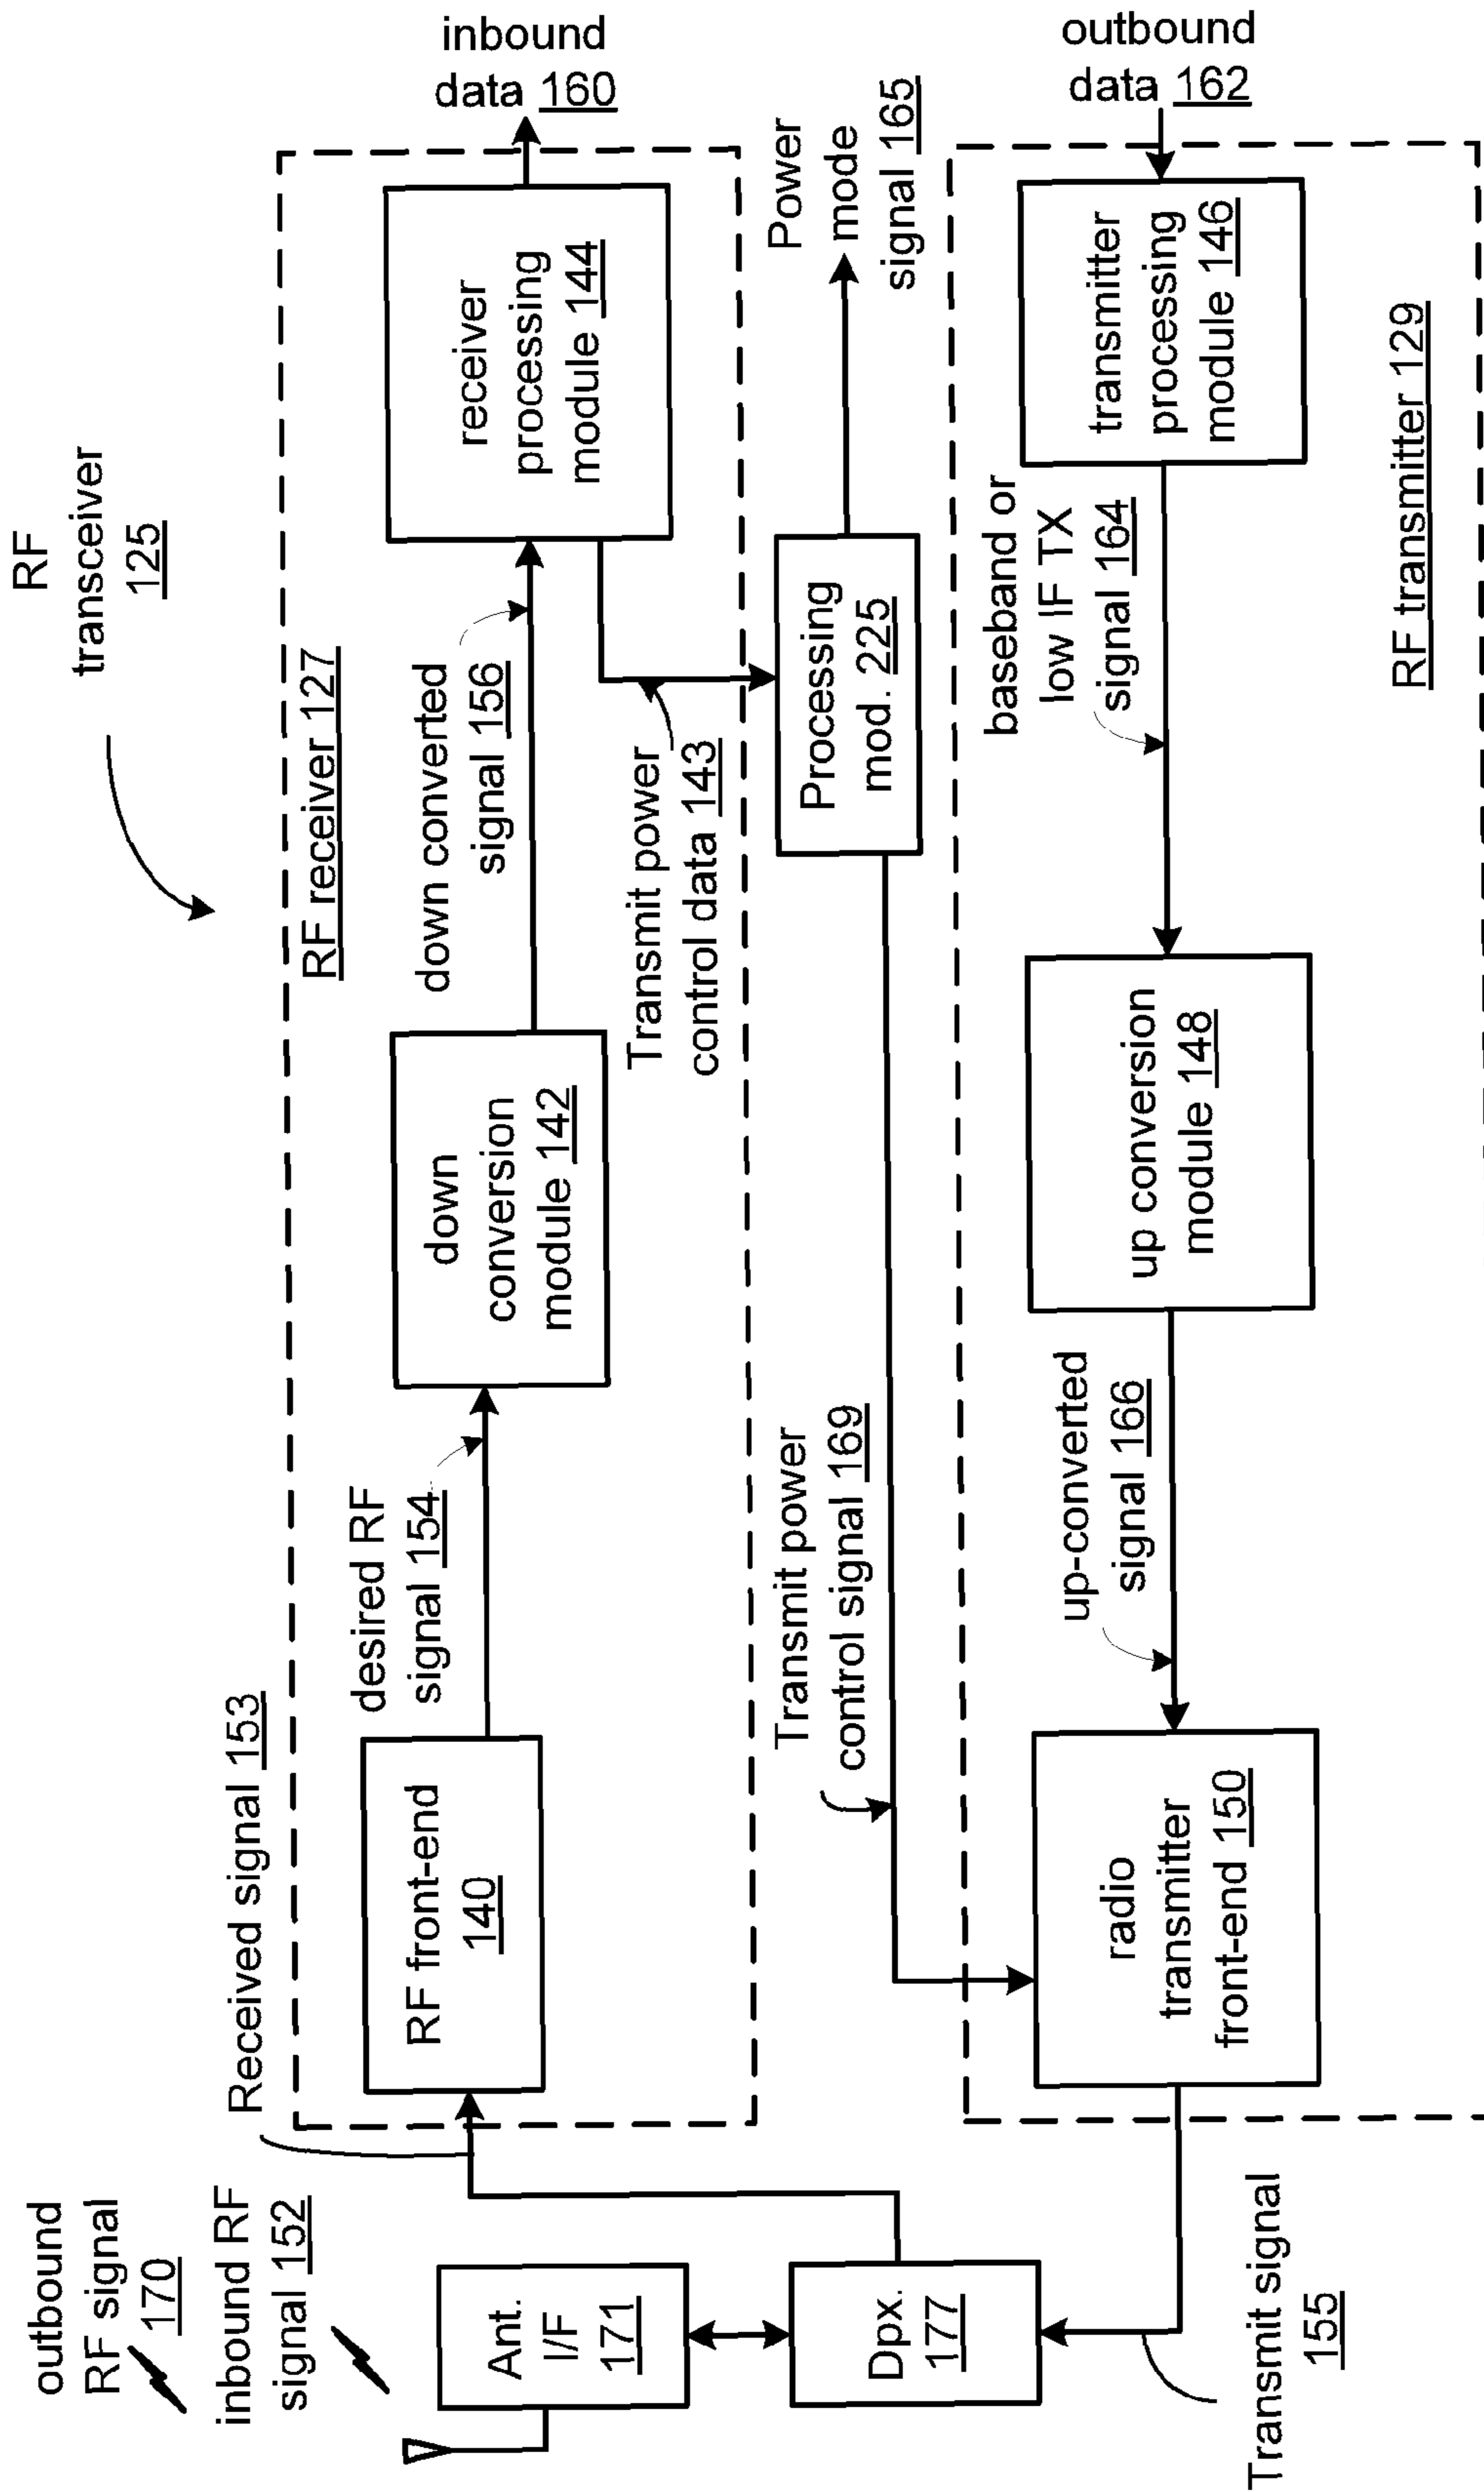 RF
transceiver
125
outbound
RF signal
170
inbound RF
signal 152
Received signal 153
RF receiver 127
inbound
data 160
RF front-end
140
desired RF
signal 154
down
conversion
module 142
down converted
signal 156
receiver
processing
module 144
Ant.
I/F
171
Dpx.
177
Transmit power
control data 143
Transmit power
control signal 169
Processing
mod. 225
Power
mode
signal 165
outbound
data 162
radio
transmitter
front-end 150
up-converted
signal 166
up conversion
module 148
baseband or
low IF TX
signal 164
transmitter
processing
module 146
Transmit signal
155
RF transmitter 129